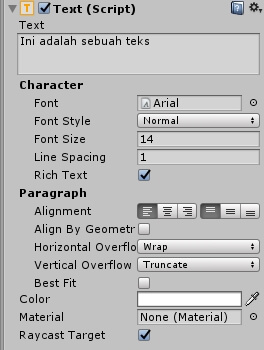 Text (Script)
Text
Ini adalah sebuah teks
Character
Font Arial
Font Style Normal
Font Size 14
Line Spacing 1
Rich Text
Paragraph
Alignment
Align By Geometr
Horizontal Overflo Wrap
Vertical Overflow Truncate
Best Fit
Color
Material None (Material)
Raycast Target